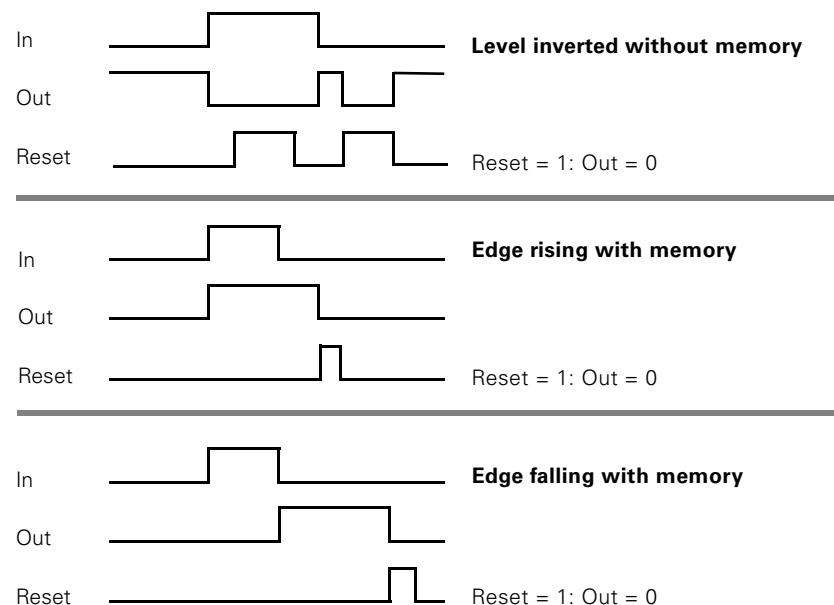 In
Level inverted without memory
Out
Reset
Reset = 1: Out = 0
In
Edge rising with memory
Out
Reset
Reset = 1: Out = 0
In
Edge falling with memory
Out
Reset
Reset = 1: Out = 0